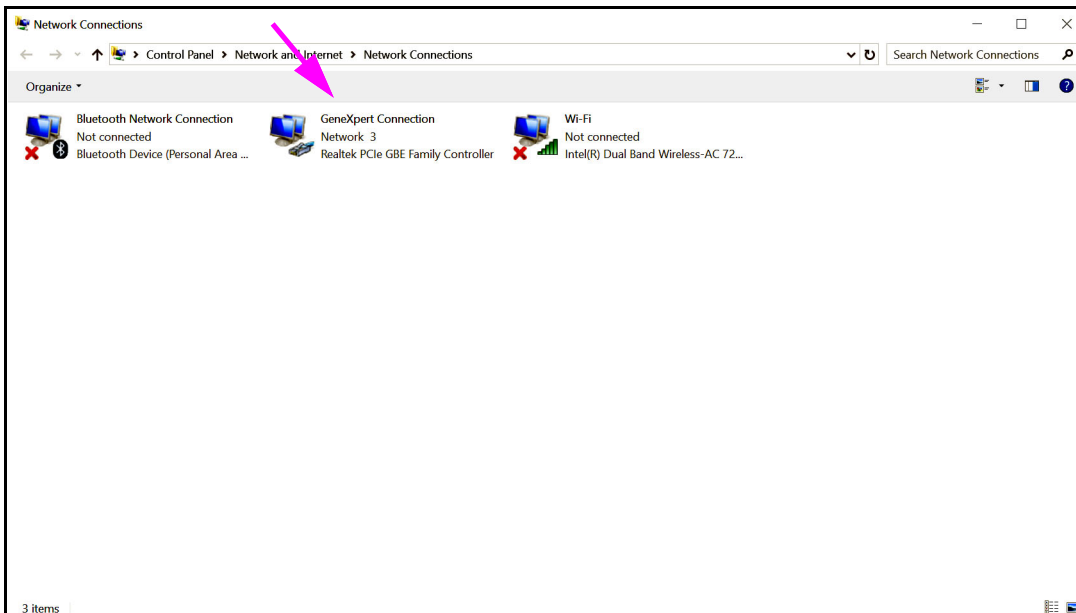 Network Connections
Control Panel > Network and Internet > Network Connections
Search Network Connections
Organize
Bluetooth Network Connection
Not connected
Bluetooth Device (Personal Area ...
GeneXpert Connection
Network 3
Realtek PCIe GBE Family Controller
Wi-Fi
Not connected
Intel(R) Dual Band Wireless-AC 72...
3 items